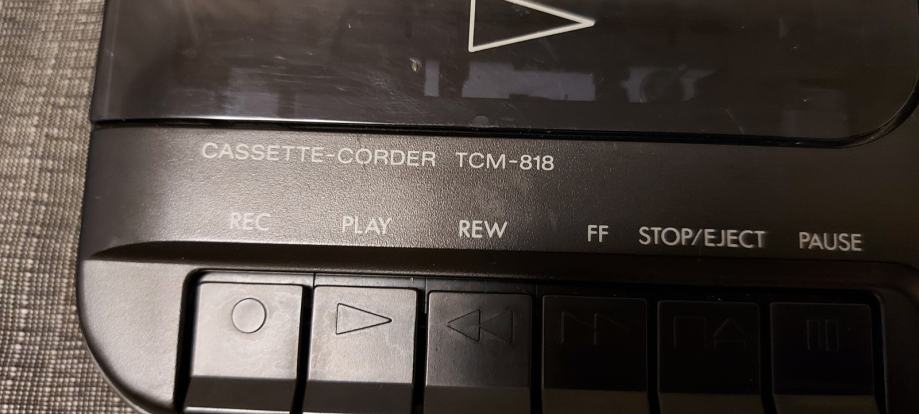 CASSETTE-CORDER TCM-818
REC PLAY REW FF STOP/EJECT PAUSE